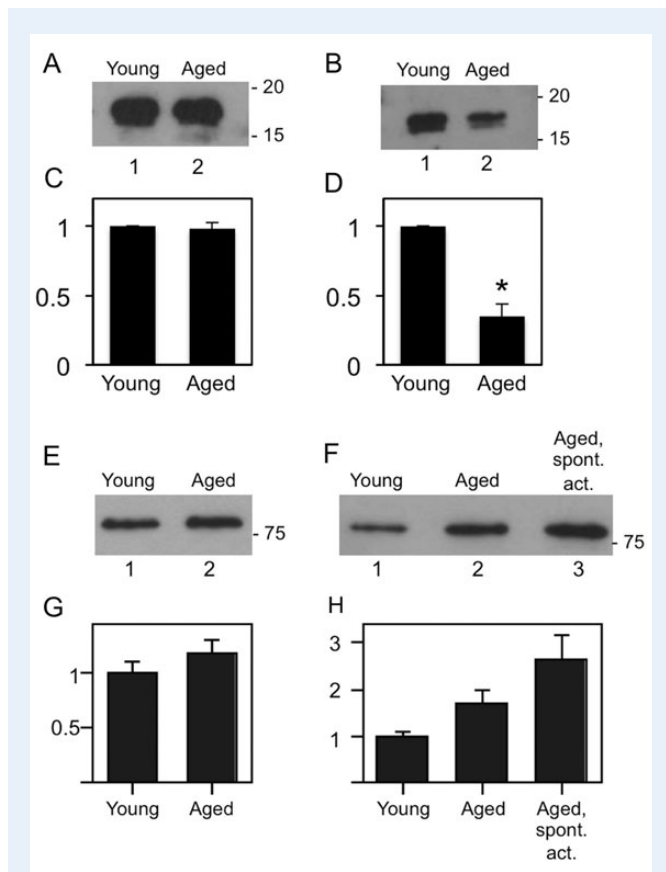 A
Young Aged
- 20
- 15
1 2
B
Young Aged
- 20
- 15
1 2
C
1
0.5
0
Young Aged
D
1
0.5
0
*
Young Aged
E
Young Aged
- 75
1 2
F
Young Aged Aged,
spont.
act.
- 75
1 2 3
G
1
0.5
Young Aged
H
3
2
1
Young Aged Aged,
spont.
act.